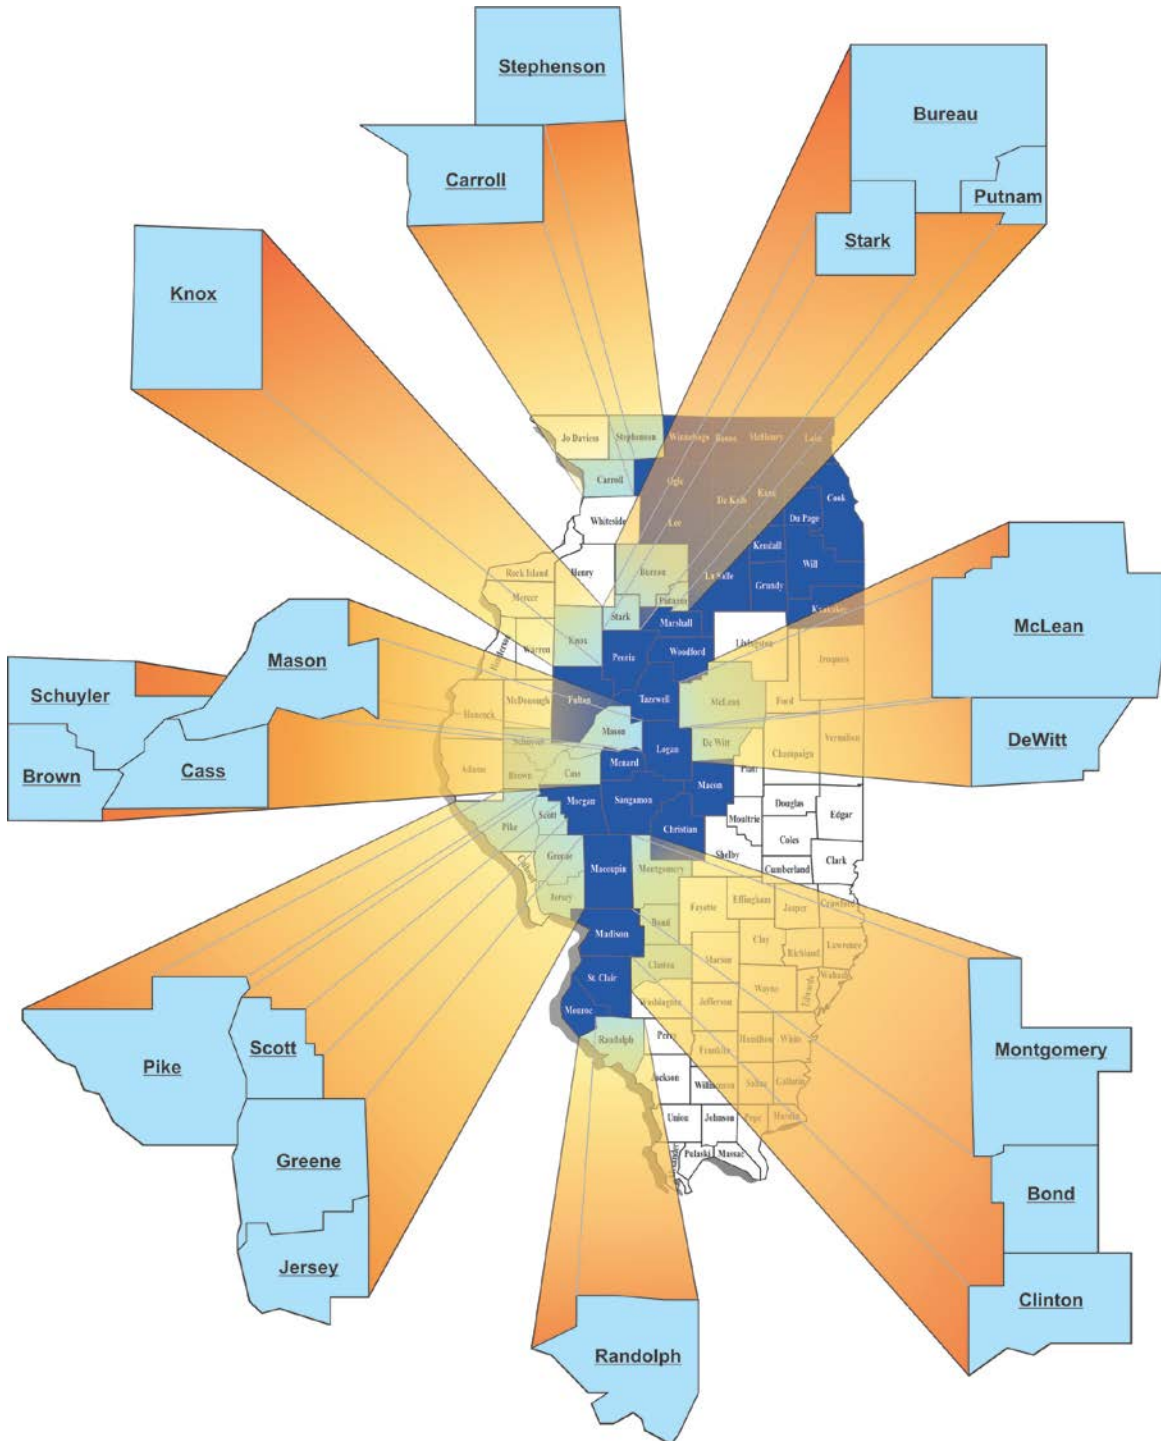 Stephenson
Bureau
Carroll
Putnam
Stark
Knox
Jo Daviess
Stephenson
Winnebago
Boone
McHenry
Lake
Carroll
Ogle
De Kalb
Kane
Cook
Whiteside
Lee
Du Page
Kendall
Will
Rock Island
Henry
Bureau
La Salle
Grundy
Kankakee
Mercer
Putnam
Stark
Marshall
McLean
Knox
Warren
Henderson
Peoria
Woodford
Livingston
Iroquois
Mason
Schuyler
Hancock
McDonough
Fulton
Tazewell
McLean
Ford
Mason
Logan
De Witt
Champaign
Vermilion
DeWitt
Brown
Cass
Adams
Schuyler
Brown
Cass
Menard
Piatt
Morgan
Sangamon
Macon
Douglas
Edgar
Pike
Scott
Christian
Moultrie
Coles
Greene
Macoupin
Montgomery
Shelby
Cumberland
Clark
Calhoun
Jersey
Fayette
Effingham
Jasper
Crawford
Madison
Bond
Clay
Richland
Lawrence
Marion
Clinton
St. Clair
Wayne
Edwards
Wabash
Washington
Jefferson
Monroe
Randolph
Perry
Franklin
Hamilton
White
Montgomery
Pike
Scott
Jackson
Williamson
Saline
Gallatin
Union
Johnson
Pope
Hardin
Greene
Alexander
Pulaski
Massac
Bond
Jersey
Clinton
Randolph